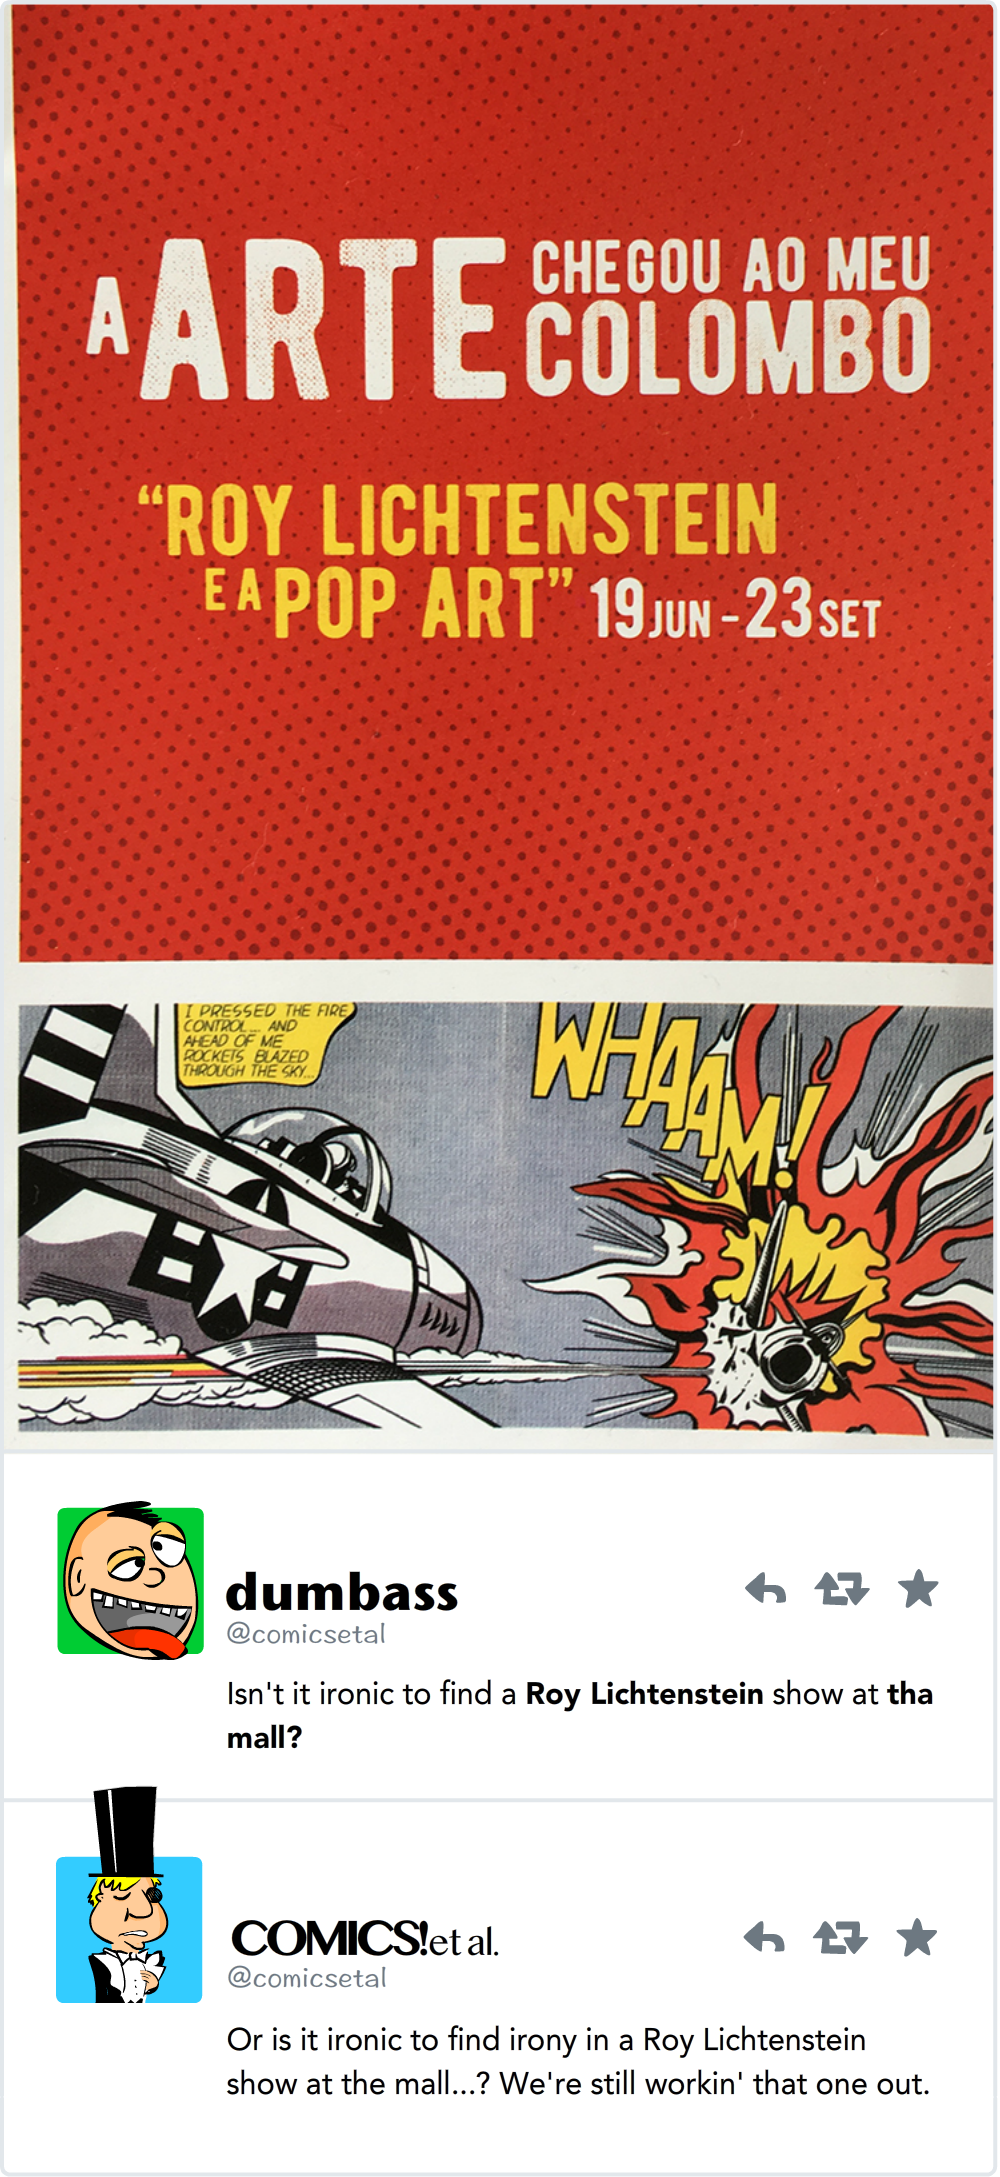 A ARTE CHEGOU AO MEU
COLOMBO
“ROY LICHTENSTEIN
E A POP ART” 19 JUN - 23 SET
I PRESSED THE FIRE
CONTROL... AND
AHEAD OF ME
ROCKETS BLAZED
THROUGH THE SKY...
WHAAM!
dumbass
@comicsetal
Isn't it ironic to find a Roy Lichtenstein show at tha
mall?
COMICS!et al.
@comicsetal
Or is it ironic to find irony in a Roy Lichtenstein
show at the mall...? We're still workin' that one out.